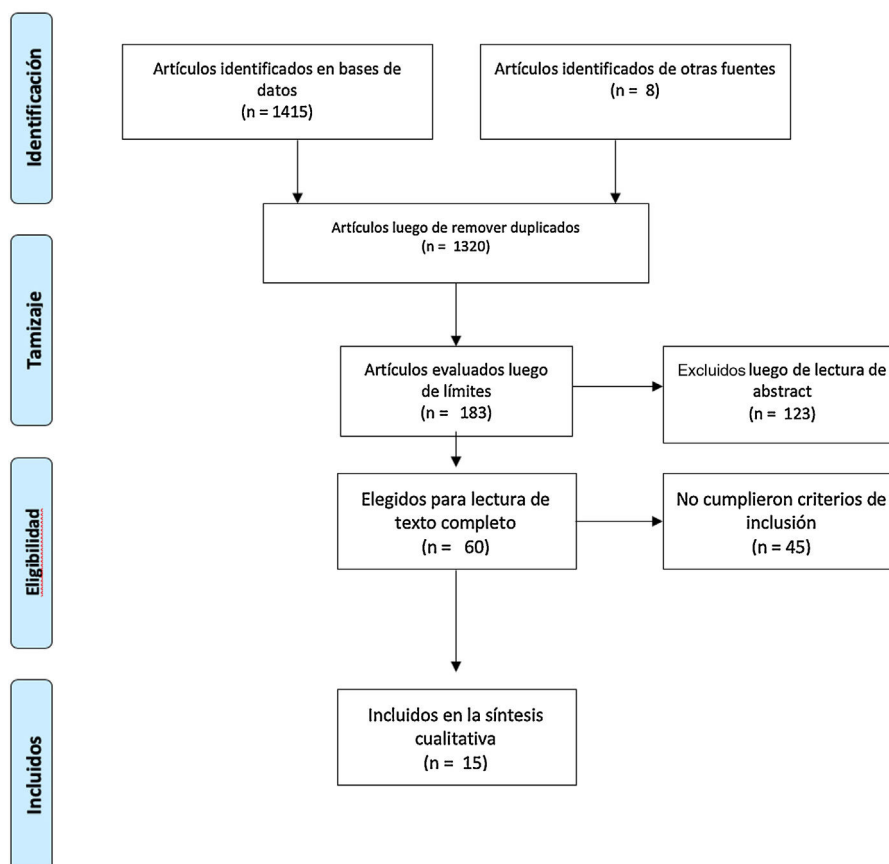 Identificación
Artículos identificados en bases de
datos
(n = 1415)
Artículos identificados de otras fuentes
(n = 8)
Artículos luego de remover duplicados
(n = 1320)
Tamizaje
Artículos evaluados luego
de límites
(n = 183)
Excluidos luego de lectura de
abstract
(n = 123)
Eligibilidad
Elegidos para lectura de
texto completo
(n = 60)
No cumplieron criterios de
inclusión
(n = 45)
Incluidos
Incluidos en la síntesis
cualitativa
(n = 15)